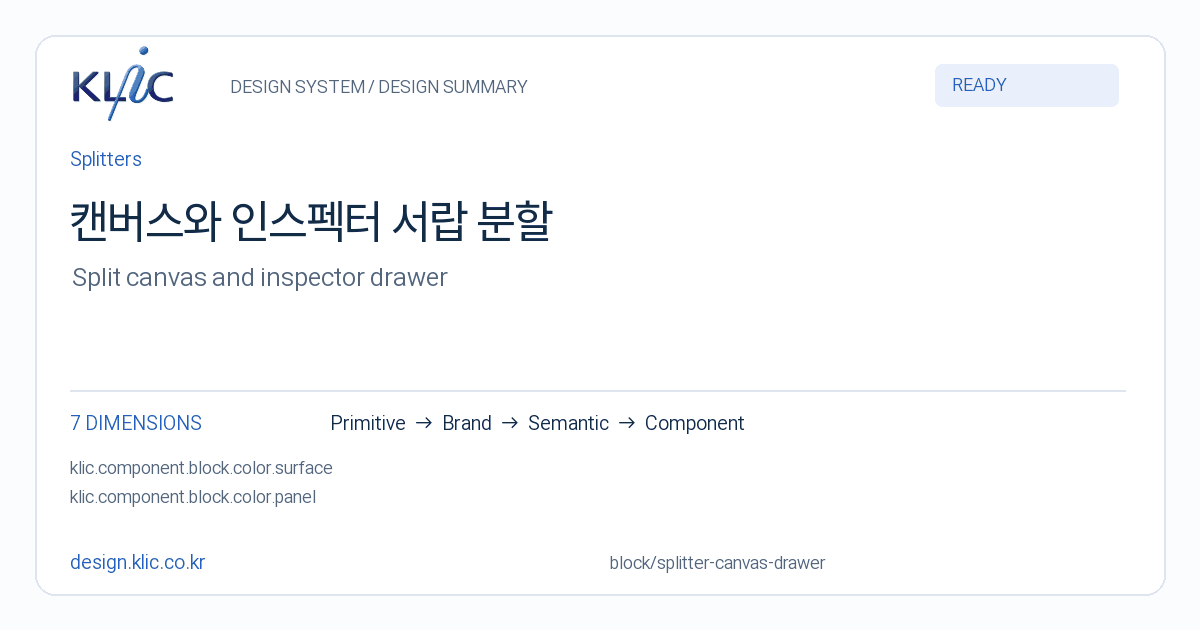 KLIC
DESIGN SYSTEM / DESIGN SUMMARY
READY
Splitters
캔버스와 인스펙터 서랍 분할
Split canvas and inspector drawer
7 DIMENSIONS
Primitive → Brand → Semantic → Component
klic.component.block.color.surface
klic.component.block.color.panel
design.klic.co.kr
block/splitter-canvas-drawer